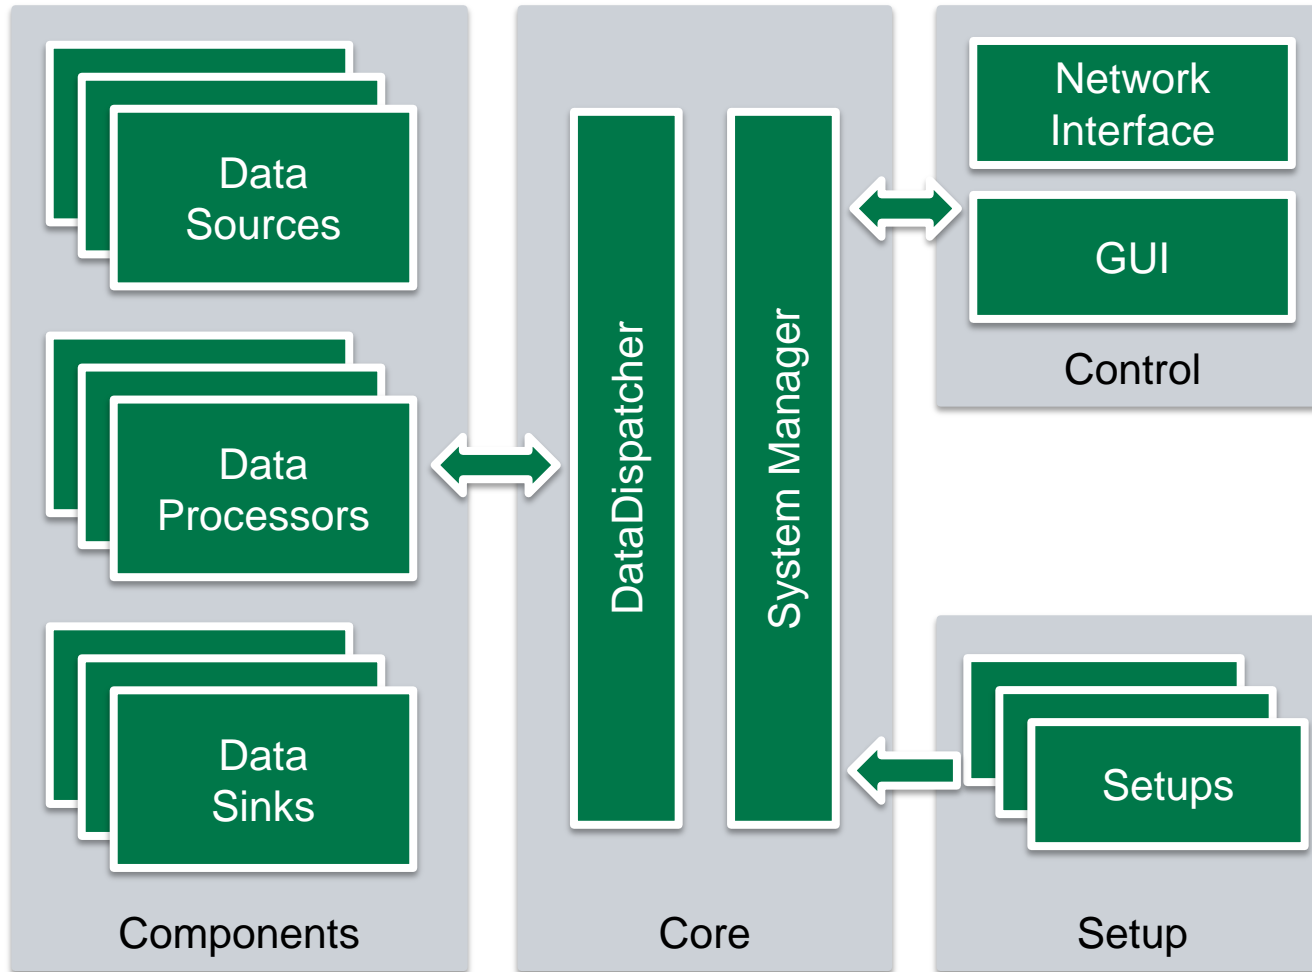 Data
Sources
Data
Processors
Data
Sinks
Components
DataDispatcher
System Manager
Core
Network
Interface
GUI
Control
Setups
Setup